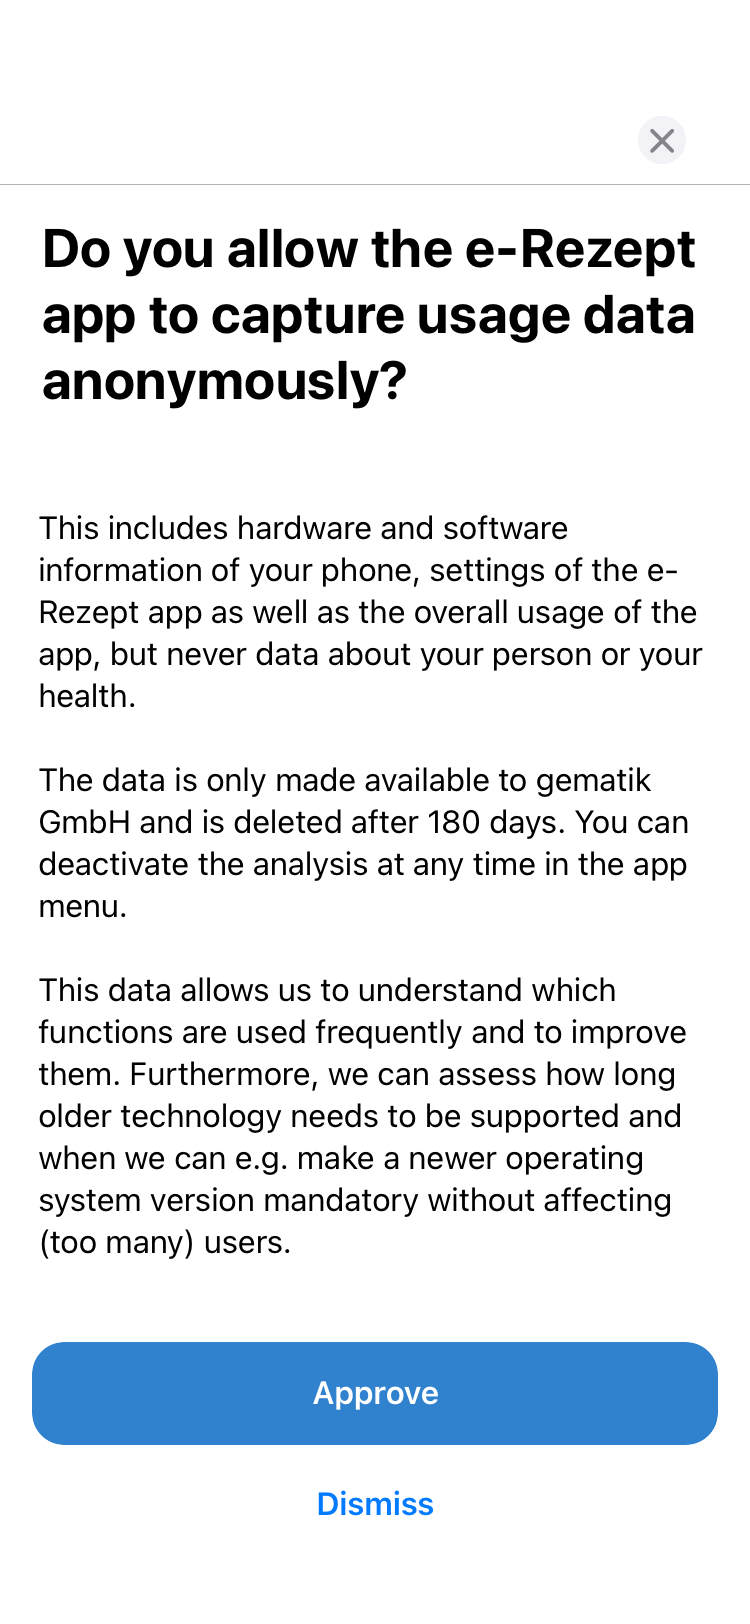 Do you allow the e-Rezept
app to capture usage data
anonymously?
This includes hardware and software
information of your phone, settings of the e-
Rezept app as well as the overall usage of the
app, but never data about your person or your
health.
The data is only made available to gematik
GmbH and is deleted after 180 days. You can
deactivate the analysis at any time in the app
menu.
This data allows us to understand which
functions are used frequently and to improve
them. Furthermore, we can assess how long
older technology needs to be supported and
when we can e.g. make a newer operating
system version mandatory without affecting
(too many) users.
Approve
Dismiss